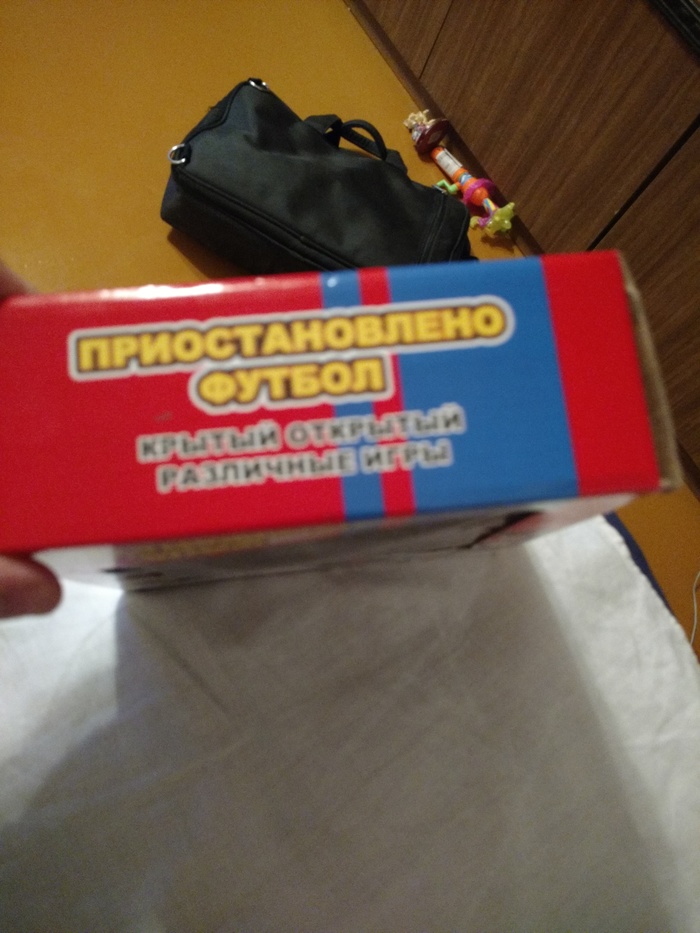 ПРИОСТАНОВЛЕНО
ФУТБОЛ
КРЫТЫЙ ОТКРЫТЫЙ
РАЗЛИЧНЫЕ ИГРЫ